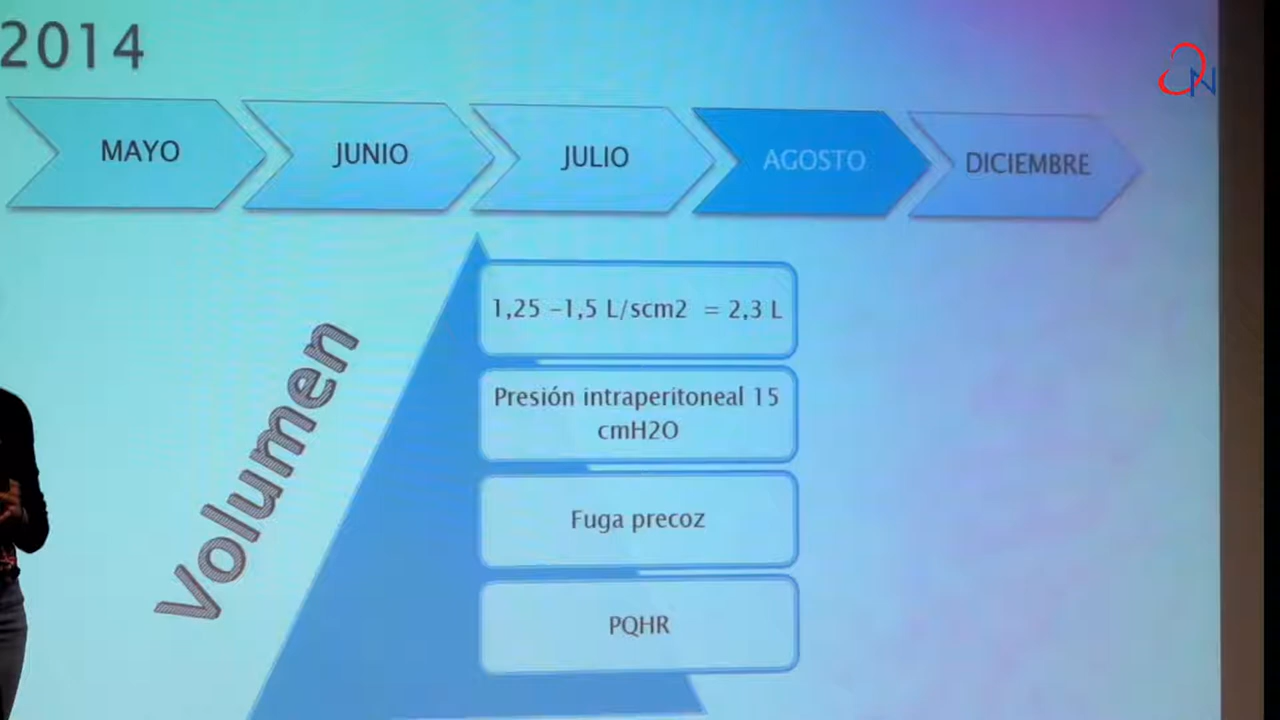 2014
MAYO
JUNIO
JULIO
AGOSTO
DICIEMBRE
Volumen
1,25 –1,5 L/scm2 = 2,3 L
Presión intraperitoneal 15
cmH2O
Fuga precoz
PQHR